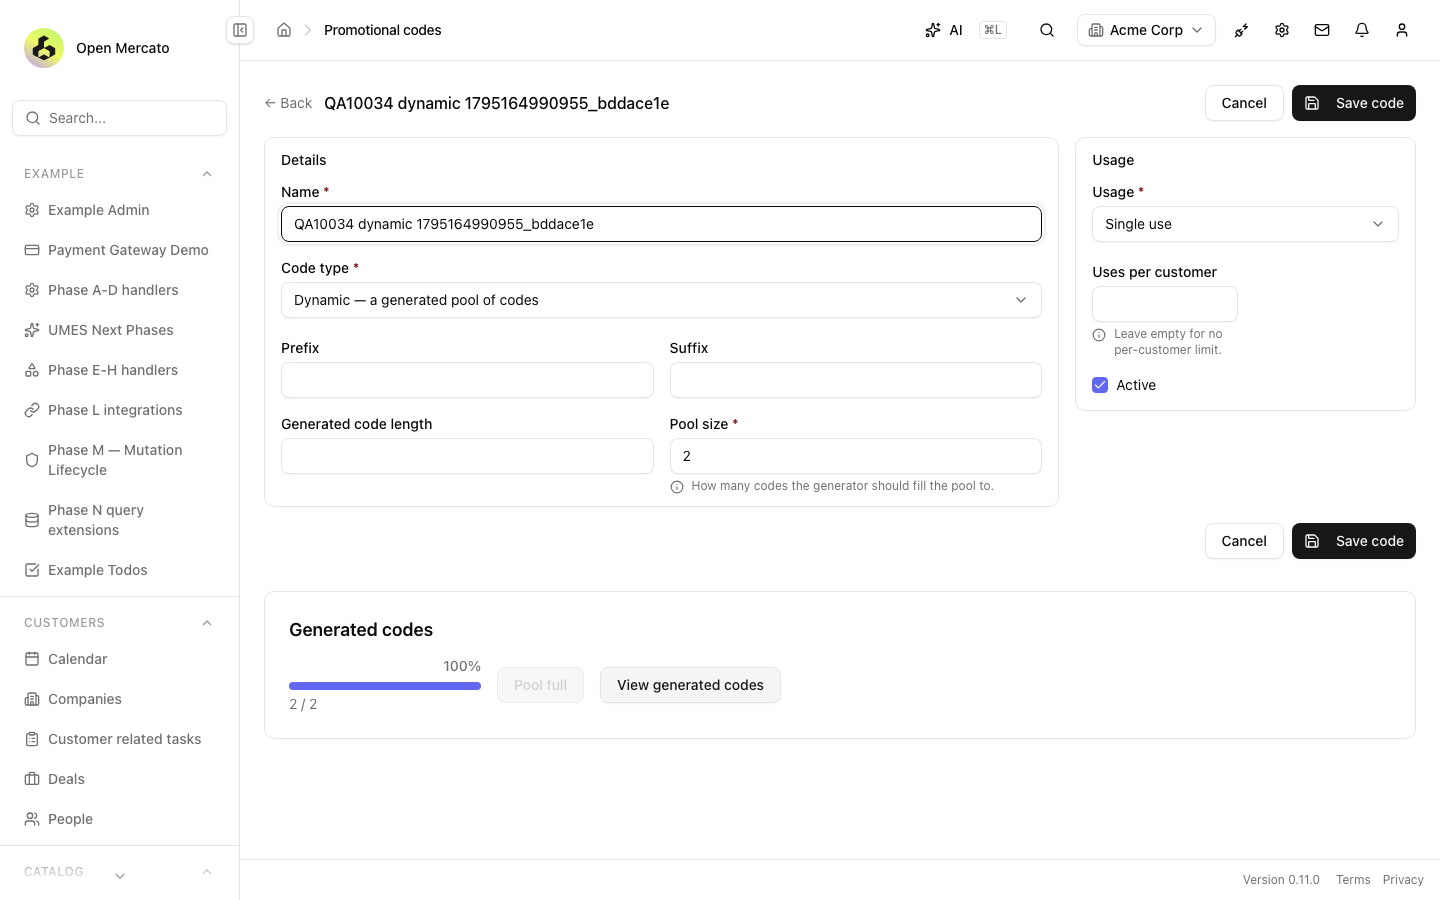 Open Mercato
Promotional codes
AI
⌘L
Acme Corp
Search...
EXAMPLE
Example Admin
Payment Gateway Demo
Phase A-D handlers
UMES Next Phases
Phase E-H handlers
Phase L integrations
Phase M — Mutation
Lifecycle
Phase N query
extensions
Example Todos
CUSTOMERS
Calendar
Companies
Customer related tasks
Deals
People
CATALOG
← Back
QA10034 dynamic 1795164990955_bddace1e
Cancel
Save code
Details
Name *
QA10034 dynamic 1795164990955_bddace1e
Code type *
Dynamic — a generated pool of codes
Prefix
Suffix
Generated code length
Pool size *
2
How many codes the generator should fill the pool to.
Usage
Usage *
Single use
Uses per customer
Leave empty for no
per-customer limit.
Active
Cancel
Save code
Generated codes
100%
2 / 2
Pool full
View generated codes
Version 0.11.0
Terms
Privacy